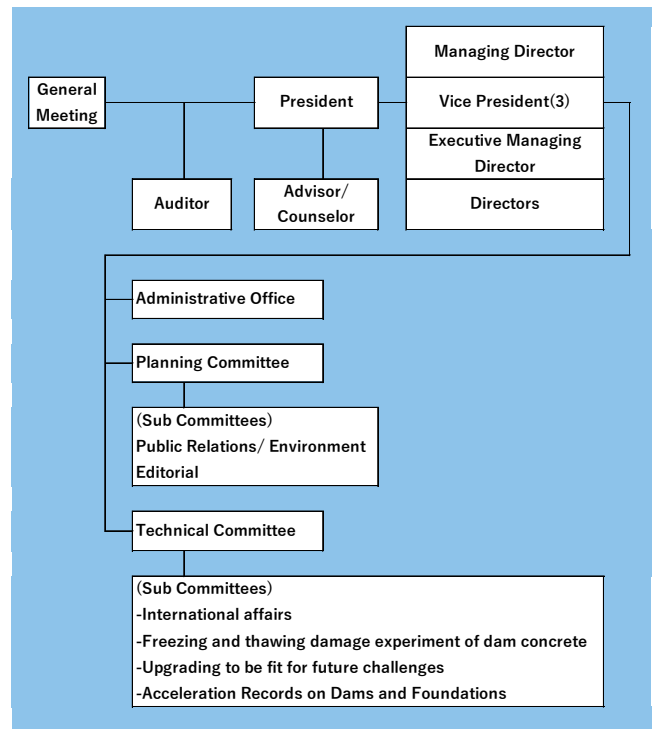 General
Meeting
President
Managing Director
Vice President(3)
Executive Managing
Director
Directors
Auditor
Advisor/
Counselor
Administrative Office
Planning Committee
(Sub Committees)
Public Relations/ Environment
Editorial
Technical Committee
(Sub Committees)
-International affairs
-Freezing and thawing damage experiment of dam concrete
-Upgrading to be fit for future challenges
-Acceleration Records on Dams and Foundations